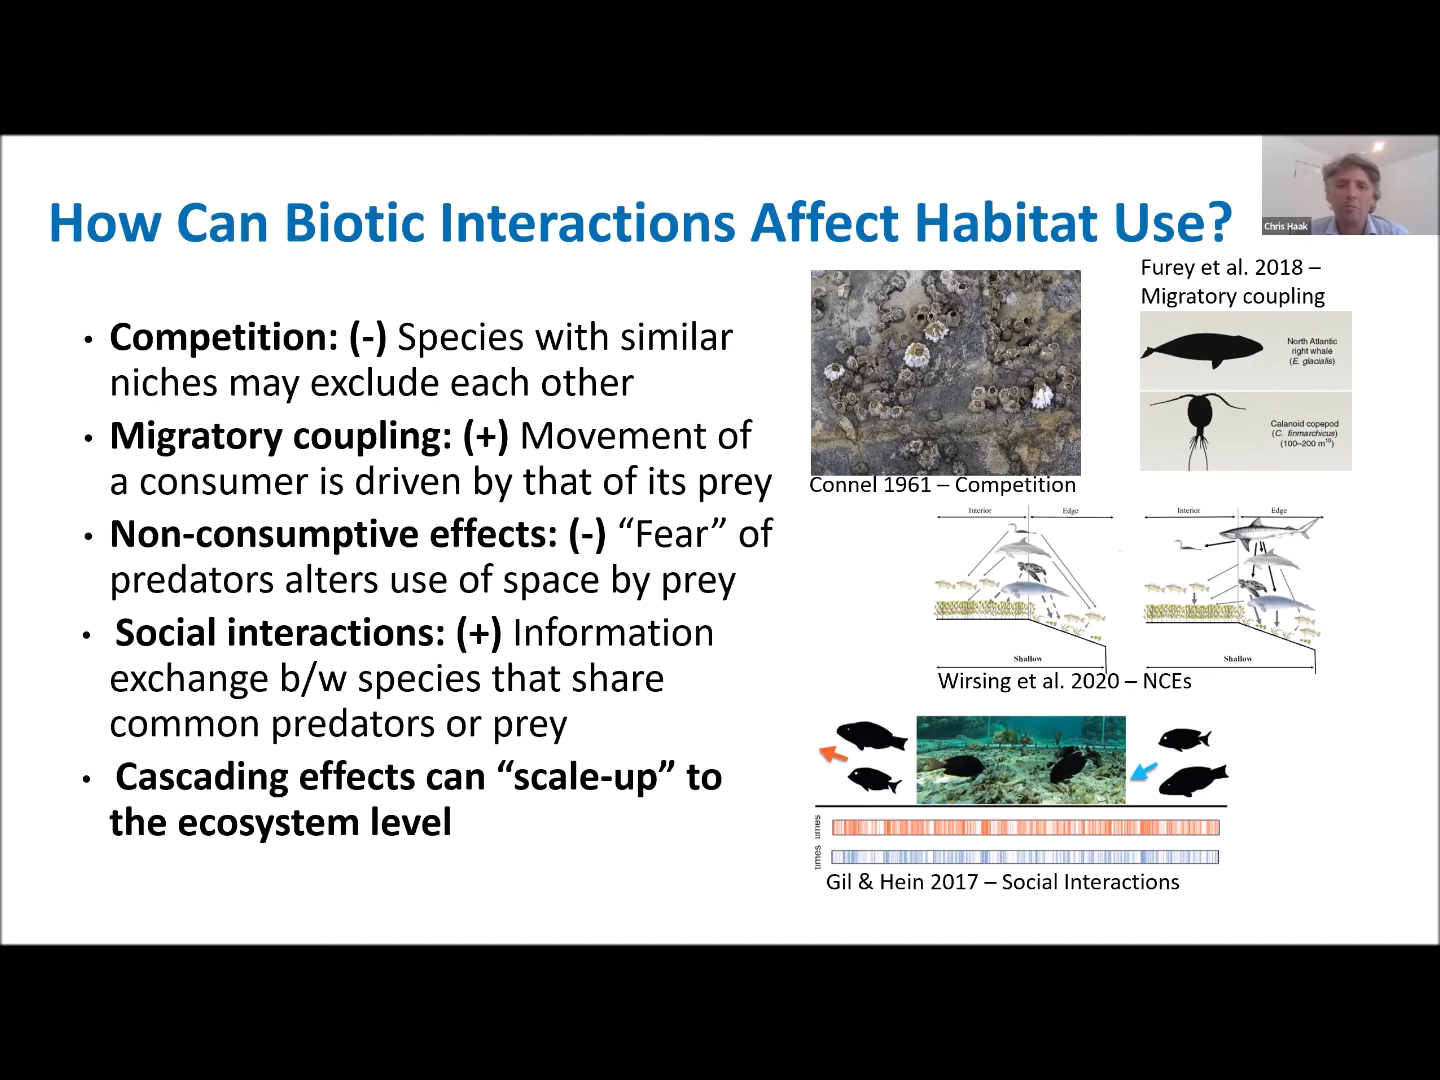 How Can Biotic Interactions Affect Habitat Use?
Chris Haak
• Competition: (-) Species with similar
niches may exclude each other
• Migratory coupling: (+) Movement of
a consumer is driven by that of its prey
• Non-consumptive effects: (-) “Fear” of
predators alters use of space by prey
• Social interactions: (+) Information
exchange b/w species that share
common predators or prey
• Cascading effects can “scale-up” to
the ecosystem level
Connel 1961 – Competition
Furey et al. 2018 –
Migratory coupling
North Atlantic
right whale
(E. glacialis)
Calanoid copepod
(C. finmarchicus)
(100–200 m¹⁰)
Interior Edge
Shallow
Interior Edge
Shallow
Wirsing et al. 2020 – NCEs
times
times
Gil & Hein 2017 – Social Interactions